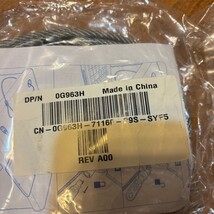 DP/N 0G963H Made in China
REV A00